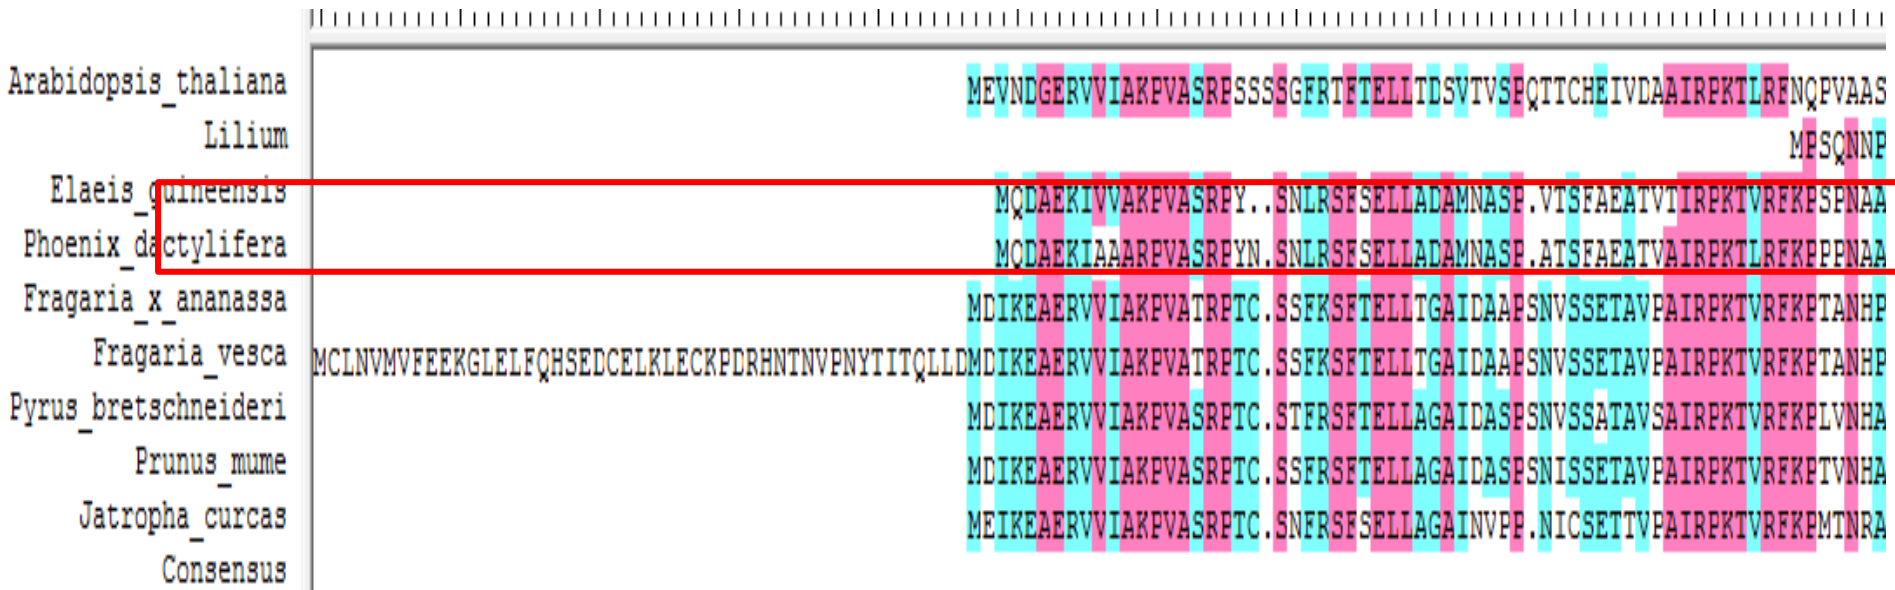 Arabidopsis_thaliana MEVNDGERVVIAKPVASRPSSSSGFRTFTELLTDSVTVSPQTTCHEIVDAAIRPKTLRFNQPVAAS
Lilium MPSQNNP
Elaeis_guineensis MQDAEKIVVAKPVASRPY..SNLRSFSELLADAMNASP.VTSFAEATVTIRPKTVRFKPSPNAA
Phoenix_dactylifera MQDAEKIAAARPVASRPYN.SNLRSFSELLADAMNASP.ATSFAEATVAIRPKTLRFKPPPNAA
Fragaria_x_ananassa MDIKEAERVVIAKPVATRPTC.SSFKSFTELLTGAIDAAPSNVSSETAVPAIRPKTVRFKPTANHP
Fragaria_vesca MCLNVMVFEEKGLELFQHSEDCELKLECKPDRHNTNVPNYTITQLLDMDIKEAERVVIAKPVATRPTC.SSFKSFTELLTGAIDAAPSNVSSETAVPAIRPKTVRFKPTANHP
Pyrus_bretschneideri MDIKEAERVVIAKPVASRPTC.STFRSFTELLAGAIDASPSNVSSATAVSAIRPKTVRFKPLVNHA
Prunus_mume MDIKEAERVVIAKPVASRPTC.SSFRSFTELLAGAIDASPSNISSETAVPAIRPKTVRFKPTVNHA
Jatropha_curcas MEIKEAERVVIAKPVASRPTC.SNFRSFSELLAGAINVPP.NICSETTVPAIRPKTVRFKPMTNRA
Consensus